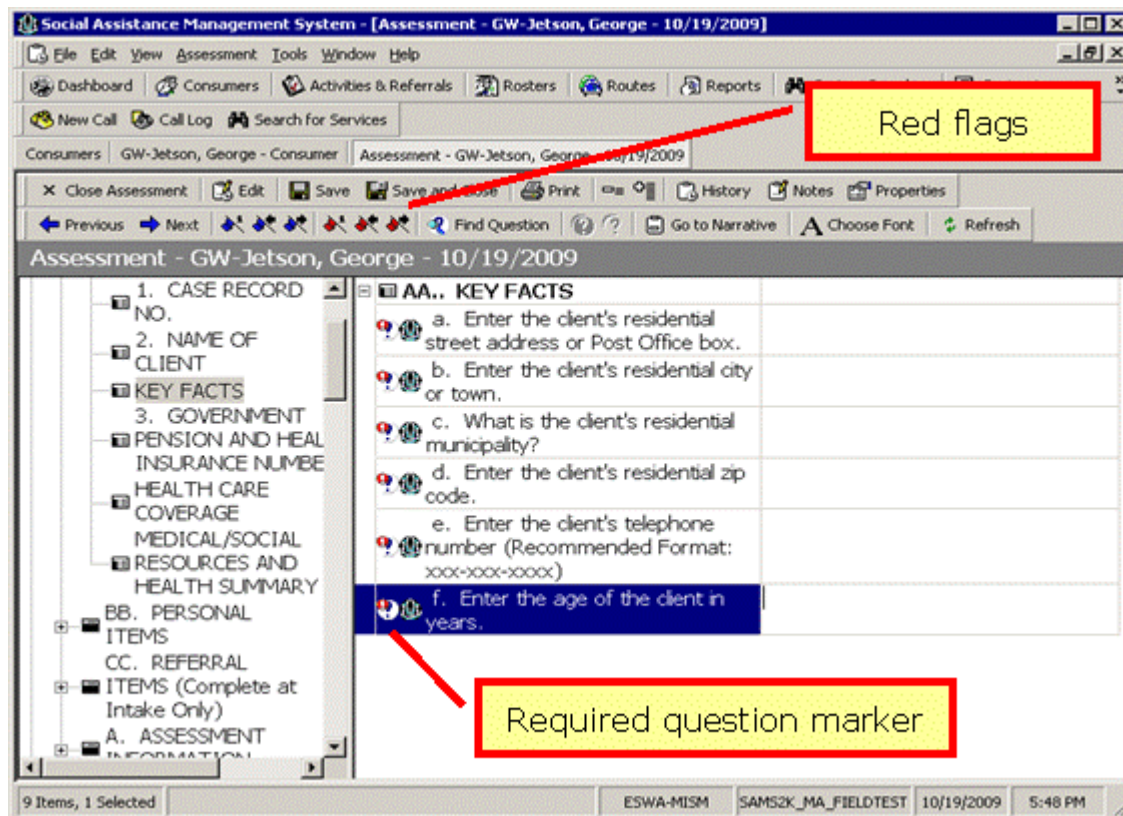 Social Assistance Management System - [Assessment - GW-Jetson, George - 10/19/2009]
File Edit View Assessment Tools Window Help
Dashboard Consumers Activities & Referrals Rosters Routes Reports
New Call Call Log Search for Services
Red flags
Consumers GW-Jetson, George - Consumer Assessment - GW-Jetson, George - 10/19/2009
Close Assessment Edit Save Save and Close Print History Notes Properties
Previous Next Find Question Go to Narrative Choose Font Refresh
Assessment - GW-Jetson, George - 10/19/2009
1. CASE RECORD
NO.
2. NAME OF
CLIENT
KEY FACTS
3. GOVERNMENT
PENSION AND HEAL
INSURANCE NUMBE
HEALTH CARE
COVERAGE
MEDICAL/SOCIAL
RESOURCES AND
HEALTH SUMMARY
BB. PERSONAL
ITEMS
CC. REFERRAL
ITEMS (Complete at
Intake Only)
A. ASSESSMENT
INFORMATION
AA.. KEY FACTS
a. Enter the client's residential
street address or Post Office box.
b. Enter the client's residential city
or town.
c. What is the client's residential
municipality?
d. Enter the client's residential zip
code.
e. Enter the client's telephone
number (Recommended Format:
xxx-xxx-xxxx)
f. Enter the age of the client in
years.
Required question marker
9 Items, 1 Selected ESWA-MISM SAMS2K_MA_FIELDTEST 10/19/2009 5:48 PM